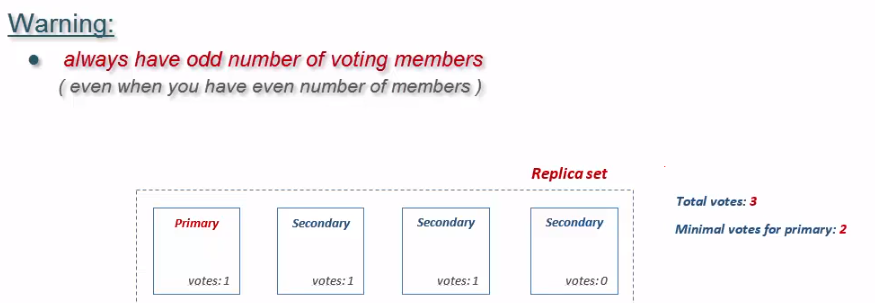 Warning:
• always have odd number of voting members
( even when you have even number of members )
Replica set
Total votes: 3
Minimal votes for primary: 2
Primary
votes: 1
Secondary
votes: 1
Secondary
votes: 1
Secondary
votes: 0